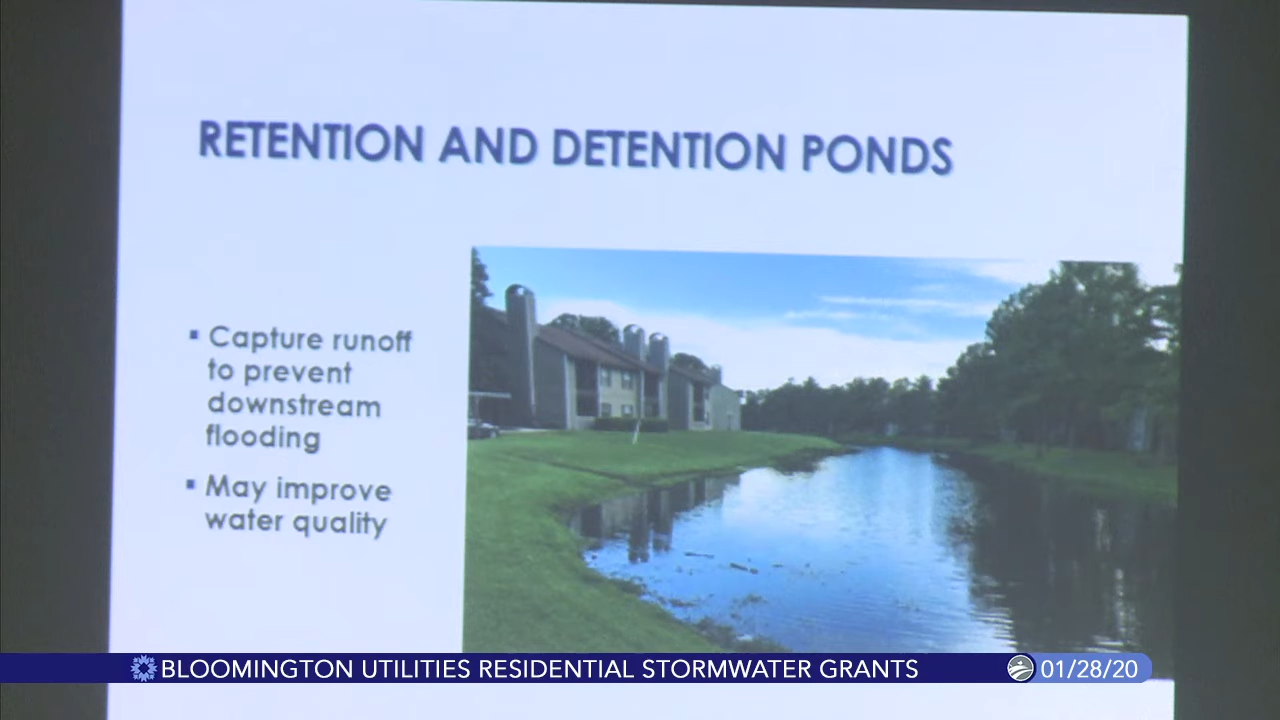 RETENTION AND DETENTION PONDS
▪ Capture runoff
to prevent
downstream
flooding
▪ May improve
water quality
BLOOMINGTON UTILITIES RESIDENTIAL STORMWATER GRANTS
01/28/20